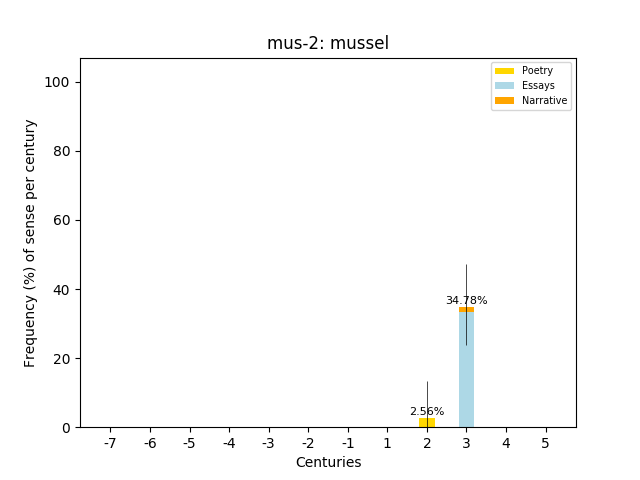 mus-2: mussel
Poetry
Essays
Narrative
Frequency (%) of sense per century
100
80
60
40
20
0
34.78%
2.56%
-7 -6 -5 -4 -3 -2 -1 1 2 3 4 5
Centuries